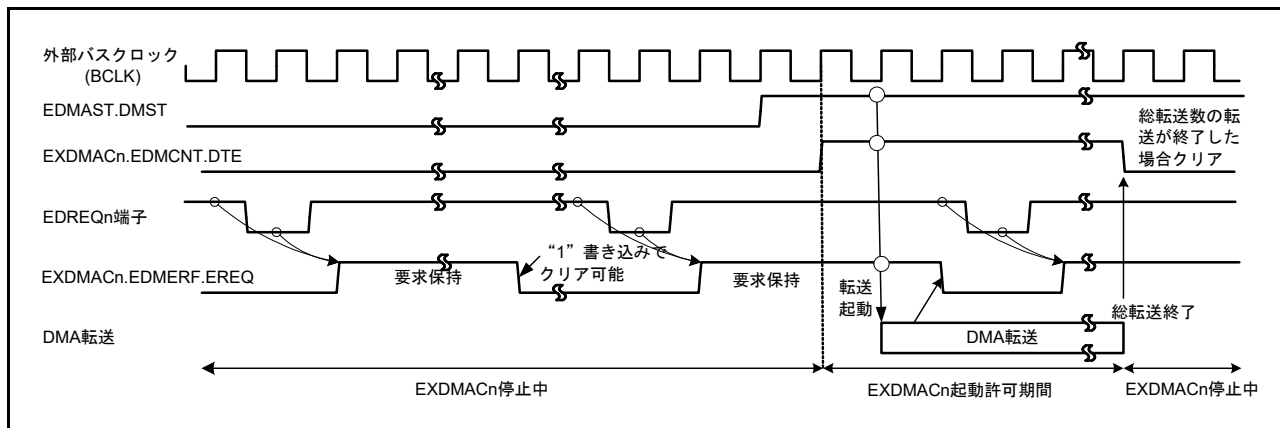 外部バスクロック
(BCLK)
EDMAST.DMST
総転送数の転
送が終了した
場合クリア
EXDMACn.EDMCNT.DTE
EDREQn端子
“1”書き込みで
クリア可能
EXDMACn.EDMERF.EREQ
要求保持
要求保持
転送
起動
総転送終了
DMA転送
DMA転送
EXDMACn停止中
EXDMACn起動許可期間
EXDMACn停止中